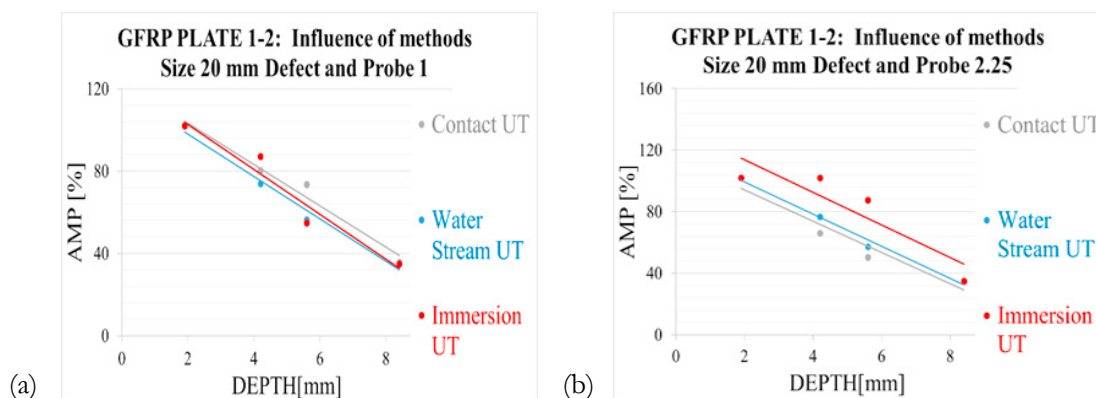 GFRP PLATE 1-2: Influence of methods
Size 20 mm Defect and Probe 1
120
80
40
0
AMP [%]
0 2 4 6 8
DEPTH[mm]
Contact UT
Water
Stream UT
Immersion
UT
(a)
GFRP PLATE 1-2: Influence of methods
Size 20 mm Defect and Probe 2.25
160
120
80
40
0
AMP [%]
0 2 4 6 8
DEPTH[mm]
Contact UT
Water
Stream UT
Immersion
UT
(b)